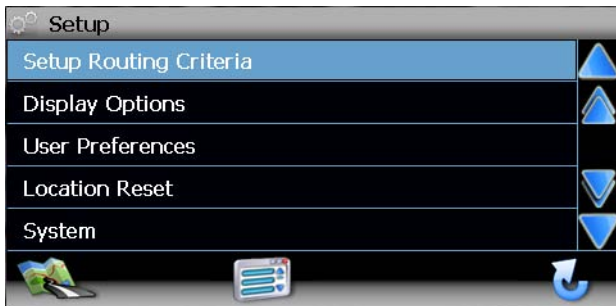 Setup
Setup Routing Criteria
Display Options
User Preferences
Location Reset
System